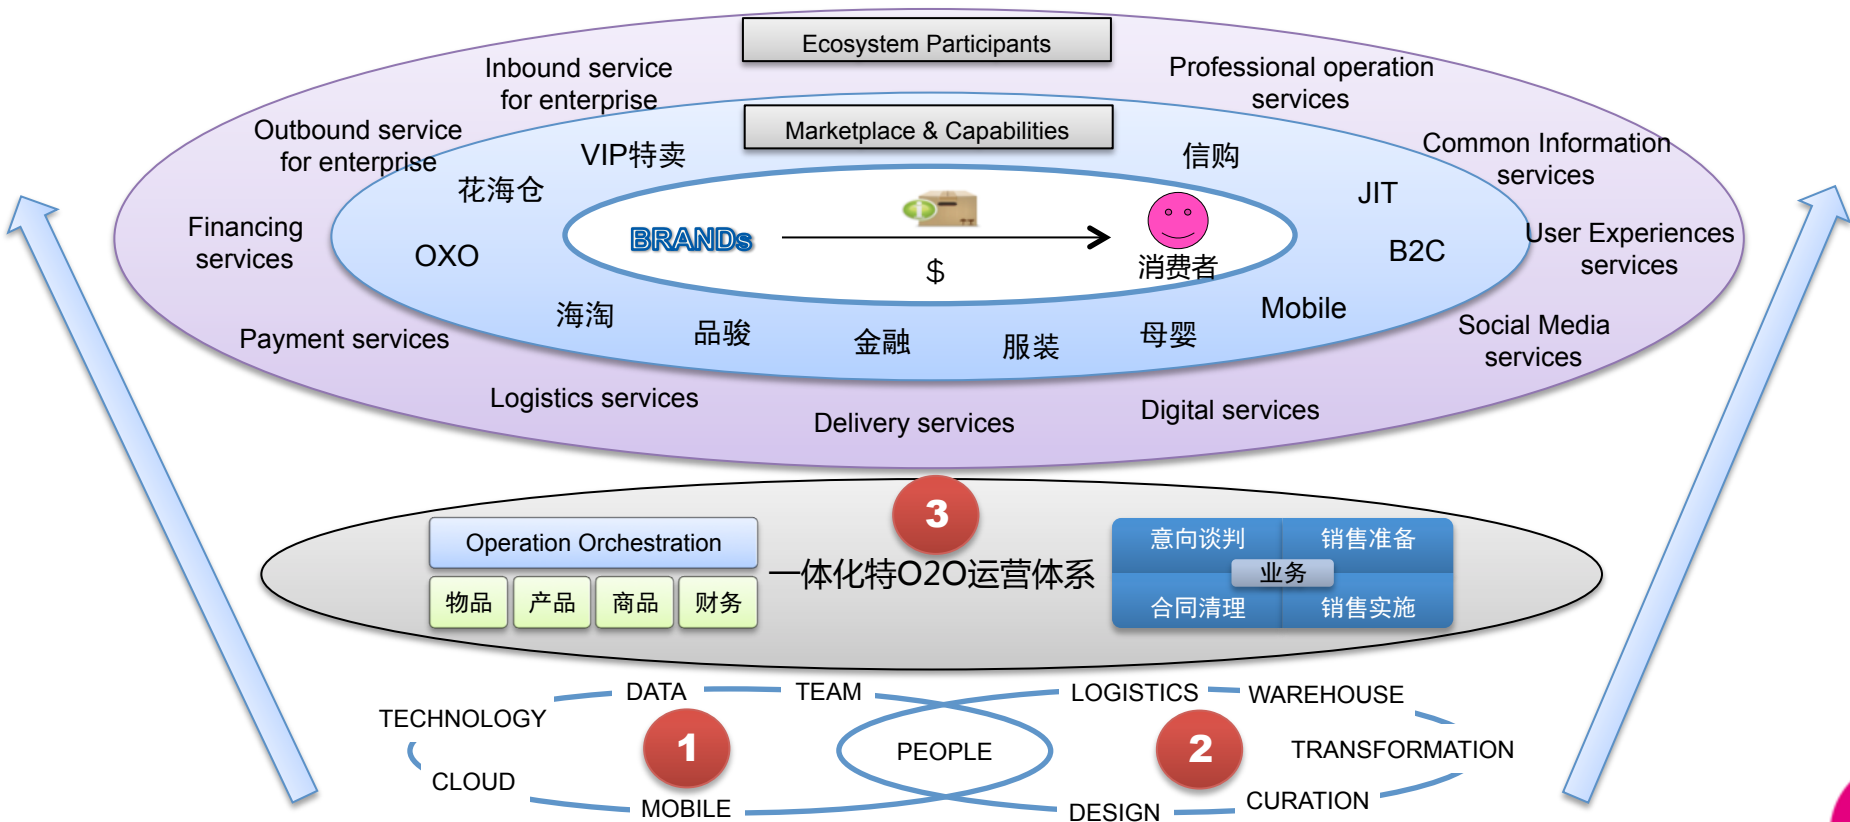 Ecosystem Participants
Inbound service
for enterprise
Professional operation
services
Outbound service
for enterprise
Marketplace & Capabilities
Common Information
services
VIP特卖
信购
花海仓
JIT
Financing
services
OXO
BRANDs
$
消费者
B2C
User Experiences
services
海淘
品骏
金融
服装
母婴
Mobile
Payment services
Social Media
services
Logistics services
Delivery services
Digital services
3
Operation Orchestration
物品
产品
商品
财务
一体化特O2O运营体系
意向谈判
销售准备
业务
合同清理
销售实施
DATA
TEAM
LOGISTICS
WAREHOUSE
TECHNOLOGY
1
PEOPLE
2
TRANSFORMATION
CLOUD
MOBILE
DESIGN
CURATION